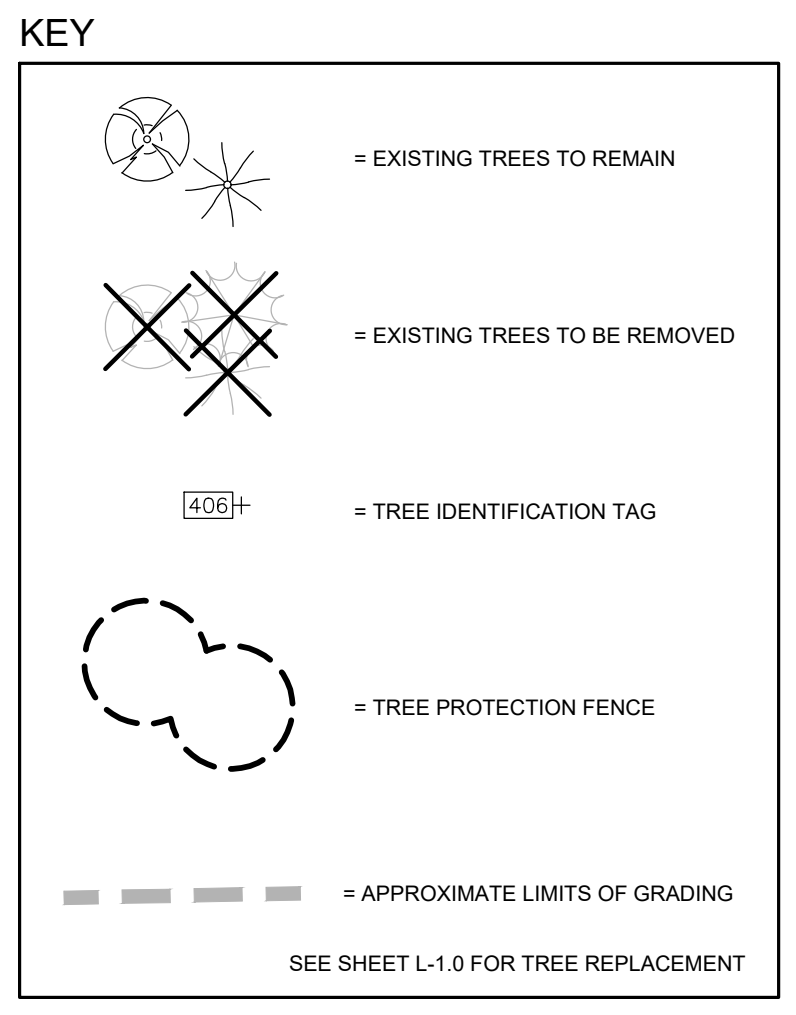 KEY
= EXISTING TREES TO REMAIN
= EXISTING TREES TO BE REMOVED
406
= TREE IDENTIFICATION TAG
= TREE PROTECTION FENCE
= APPROXIMATE LIMITS OF GRADING
SEE SHEET L-1.0 FOR TREE REPLACEMENT